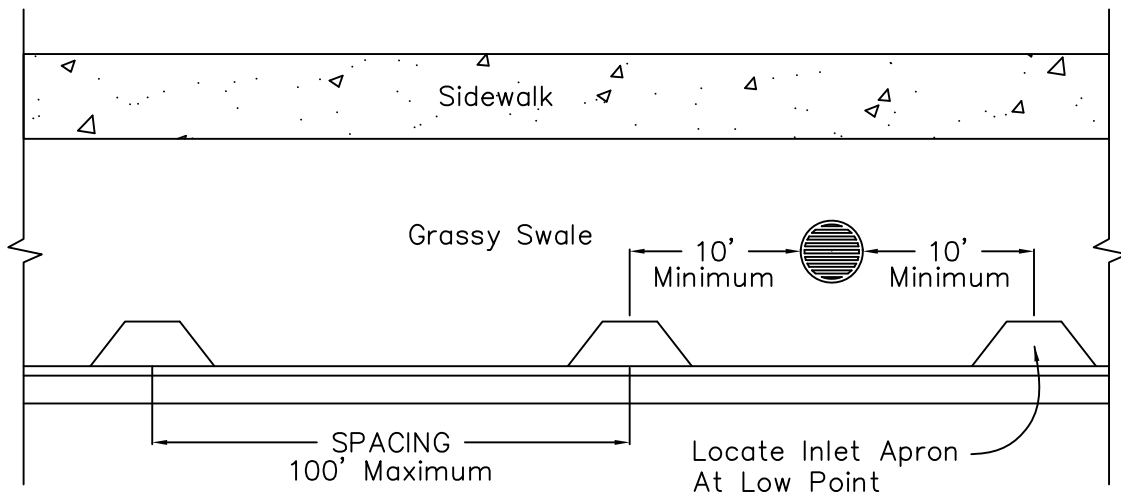 Sidewalk
Grassy Swale
10'
Minimum
10'
Minimum
SPACING
100' Maximum
Locate Inlet Apron
At Low Point